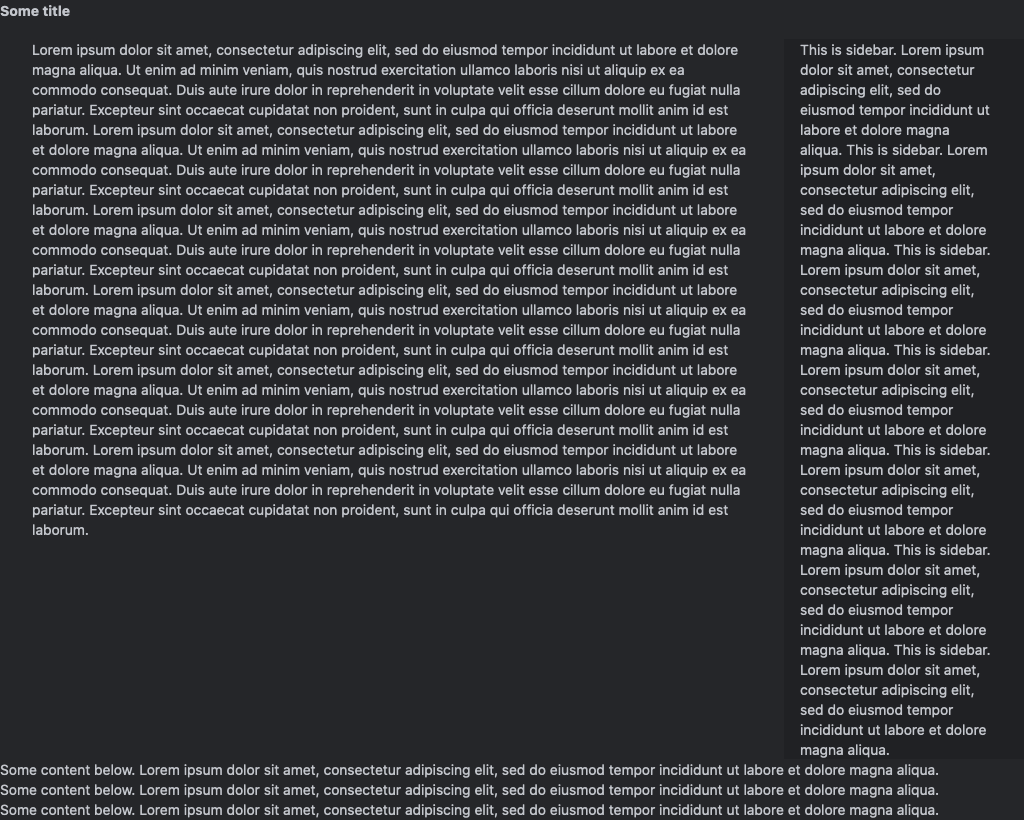 Some title
Lorem ipsum dolor sit amet, consectetur adipiscing elit, sed do eiusmod tempor incididunt ut labore et dolore
magna aliqua. Ut enim ad minim veniam, quis nostrud exercitation ullamco laboris nisi ut aliquip ex ea
commodo consequat. Duis aute irure dolor in reprehenderit in voluptate velit esse cillum dolore eu fugiat nulla
pariatur. Excepteur sint occaecat cupidatat non proident, sunt in culpa qui officia deserunt mollit anim id est
laborum. Lorem ipsum dolor sit amet, consectetur adipiscing elit, sed do eiusmod tempor incididunt ut labore
et dolore magna aliqua. Ut enim ad minim veniam, quis nostrud exercitation ullamco laboris nisi ut aliquip ex ea
commodo consequat. Duis aute irure dolor in reprehenderit in voluptate velit esse cillum dolore eu fugiat nulla
pariatur. Excepteur sint occaecat cupidatat non proident, sunt in culpa qui officia deserunt mollit anim id est
laborum. Lorem ipsum dolor sit amet, consectetur adipiscing elit, sed do eiusmod tempor incididunt ut labore
et dolore magna aliqua. Ut enim ad minim veniam, quis nostrud exercitation ullamco laboris nisi ut aliquip ex ea
commodo consequat. Duis aute irure dolor in reprehenderit in voluptate velit esse cillum dolore eu fugiat nulla
pariatur. Excepteur sint occaecat cupidatat non proident, sunt in culpa qui officia deserunt mollit anim id est
laborum. Lorem ipsum dolor sit amet, consectetur adipiscing elit, sed do eiusmod tempor incididunt ut labore
et dolore magna aliqua. Ut enim ad minim veniam, quis nostrud exercitation ullamco laboris nisi ut aliquip ex ea
commodo consequat. Duis aute irure dolor in reprehenderit in voluptate velit esse cillum dolore eu fugiat nulla
pariatur. Excepteur sint occaecat cupidatat non proident, sunt in culpa qui officia deserunt mollit anim id est
laborum. Lorem ipsum dolor sit amet, consectetur adipiscing elit, sed do eiusmod tempor incididunt ut labore
et dolore magna aliqua. Ut enim ad minim veniam, quis nostrud exercitation ullamco laboris nisi ut aliquip ex ea
commodo consequat. Duis aute irure dolor in reprehenderit in voluptate velit esse cillum dolore eu fugiat nulla
pariatur. Excepteur sint occaecat cupidatat non proident, sunt in culpa qui officia deserunt mollit anim id est
laborum. Lorem ipsum dolor sit amet, consectetur adipiscing elit, sed do eiusmod tempor incididunt ut labore
et dolore magna aliqua. Ut enim ad minim veniam, quis nostrud exercitation ullamco laboris nisi ut aliquip ex ea
commodo consequat. Duis aute irure dolor in reprehenderit in voluptate velit esse cillum dolore eu fugiat nulla
pariatur. Excepteur sint occaecat cupidatat non proident, sunt in culpa qui officia deserunt mollit anim id est
laborum.
This is sidebar. Lorem ipsum
dolor sit amet, consectetur
adipiscing elit, sed do
eiusmod tempor incididunt ut
labore et dolore magna
aliqua. This is sidebar. Lorem
ipsum dolor sit amet,
consectetur adipiscing elit,
sed do eiusmod tempor
incididunt ut labore et dolore
magna aliqua. This is sidebar.
Lorem ipsum dolor sit amet,
consectetur adipiscing elit,
sed do eiusmod tempor
incididunt ut labore et dolore
magna aliqua. This is sidebar.
Lorem ipsum dolor sit amet,
consectetur adipiscing elit,
sed do eiusmod tempor
incididunt ut labore et dolore
magna aliqua. This is sidebar.
Lorem ipsum dolor sit amet,
consectetur adipiscing elit,
sed do eiusmod tempor
incididunt ut labore et dolore
magna aliqua. This is sidebar.
Lorem ipsum dolor sit amet,
consectetur adipiscing elit,
sed do eiusmod tempor
incididunt ut labore et dolore
magna aliqua. This is sidebar.
Lorem ipsum dolor sit amet,
consectetur adipiscing elit,
sed do eiusmod tempor
incididunt ut labore et dolore
magna aliqua.
Some content below. Lorem ipsum dolor sit amet, consectetur adipiscing elit, sed do eiusmod tempor incididunt ut labore et dolore magna aliqua.
Some content below. Lorem ipsum dolor sit amet, consectetur adipiscing elit, sed do eiusmod tempor incididunt ut labore et dolore magna aliqua.
Some content below. Lorem ipsum dolor sit amet, consectetur adipiscing elit, sed do eiusmod tempor incididunt ut labore et dolore magna aliqua.